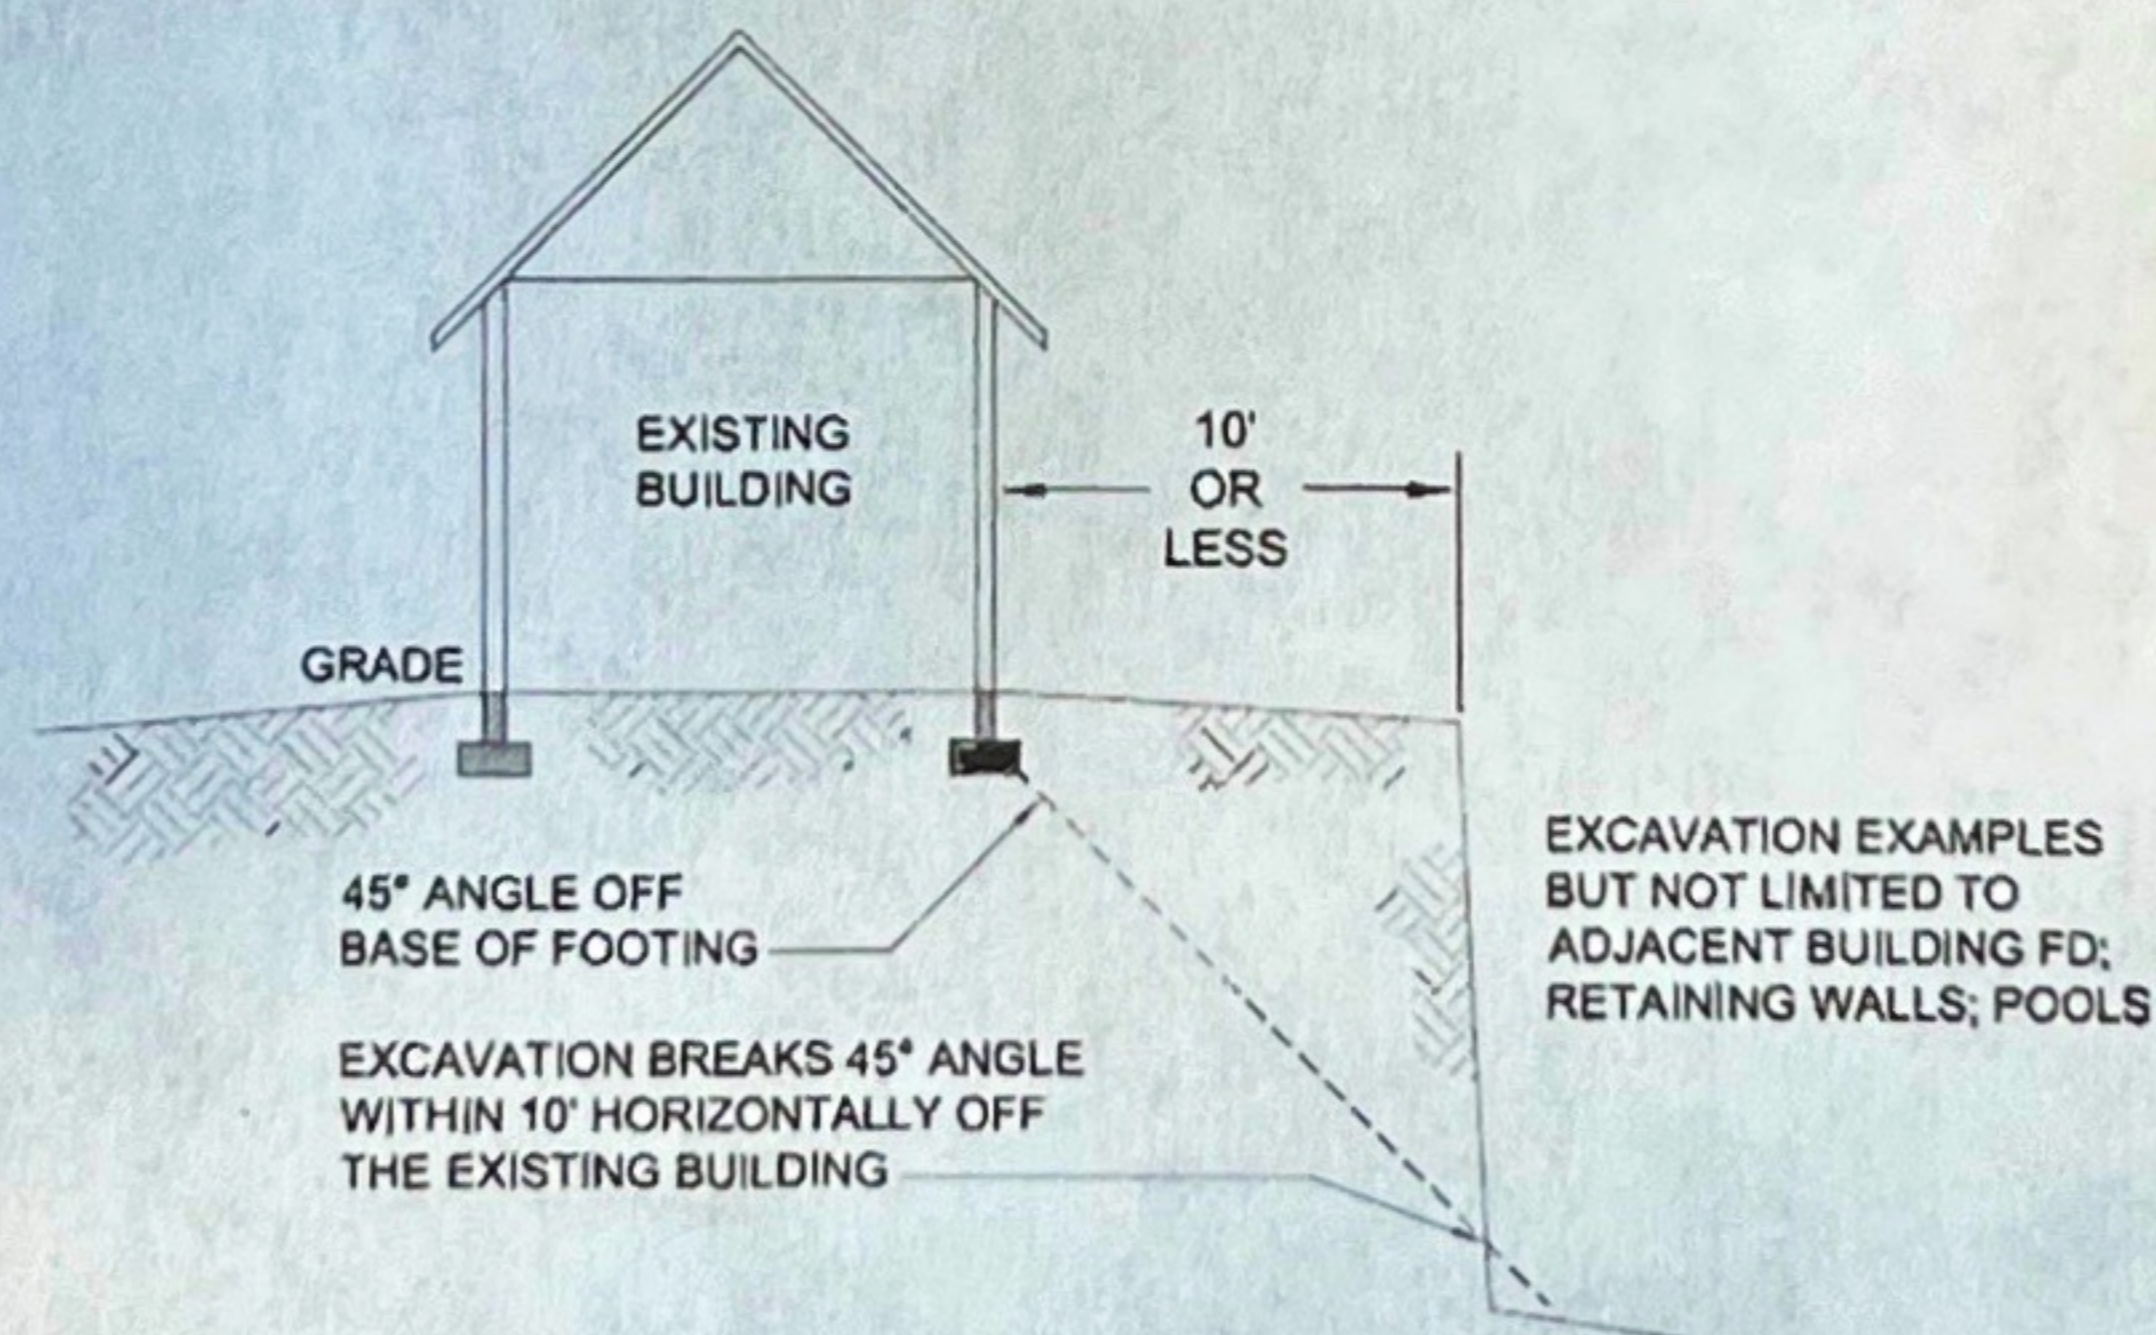 EXISTING
BUILDING
10'
OR
LESS
GRADE
45° ANGLE OFF
BASE OF FOOTING
EXCAVATION EXAMPLES
BUT NOT LIMITED TO
ADJACENT BUILDING FD;
RETAINING WALLS; POOLS
EXCAVATION BREAKS 45° ANGLE
WITHIN 10' HORIZONTALLY OFF
THE EXISTING BUILDING